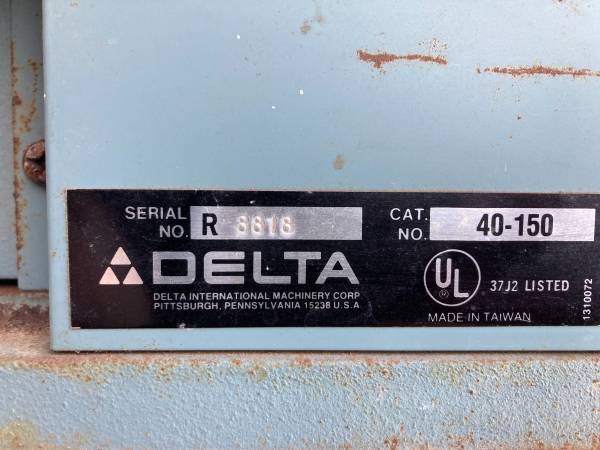 SERIAL NO. R 8818
CAT. NO. 40-150
DELTA
DELTA INTERNATIONAL MACHINERY CORP.
PITTSBURGH, PENNSYLVANIA 15238 U.S.A
UL 37J2 LISTED
MADE IN TAIWAN
1310072